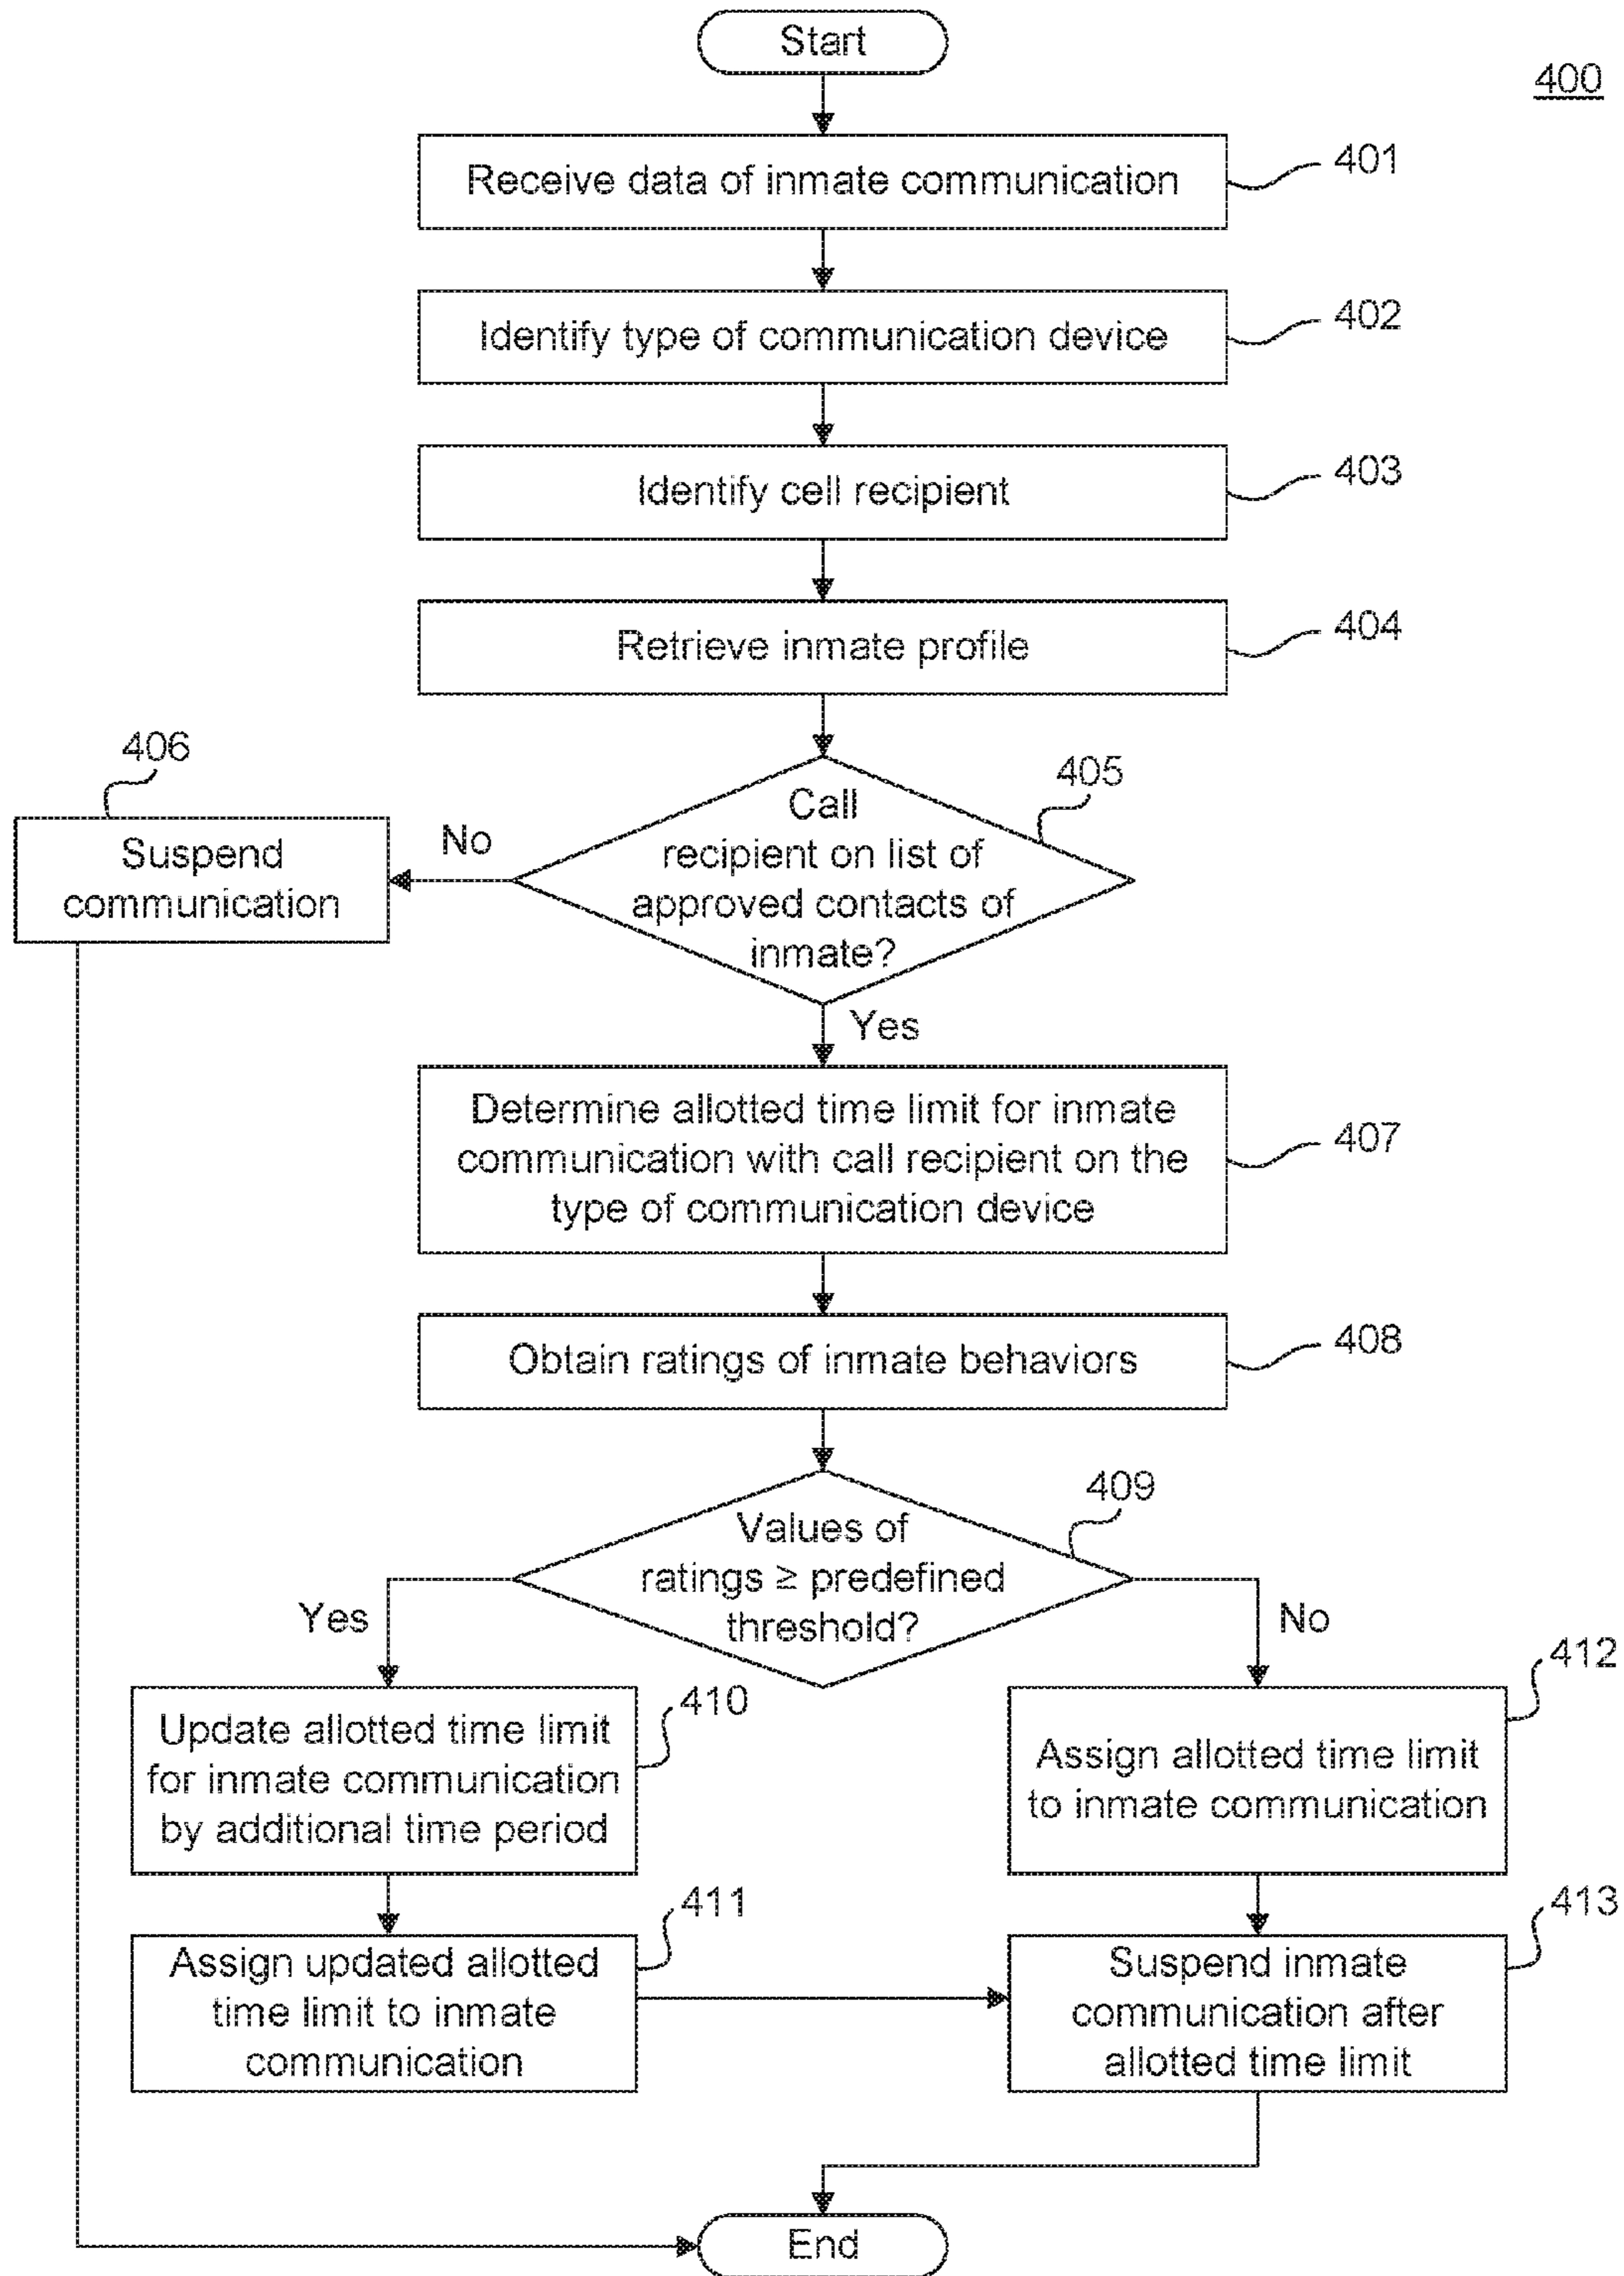 Start
400
Receive data of inmate communication
401
Identify type of communication device
402
Identify cell recipient
403
Retrieve inmate profile
404
406
Suspend
communication
No
405
Call
recipient on list of
approved contacts of
inmate?
Yes
Determine allotted time limit for inmate
communication with call recipient on the
type of communication device
407
Obtain ratings of inmate behaviors
408
409
Values of
ratings ≥ predefined
threshold?
Yes
No
410
Update allotted time limit
for inmate communication
by additional time period
412
Assign allotted time limit
to inmate communication
411
Assign updated allotted
time limit to inmate
communication
413
Suspend inmate
communication after
allotted time limit
End